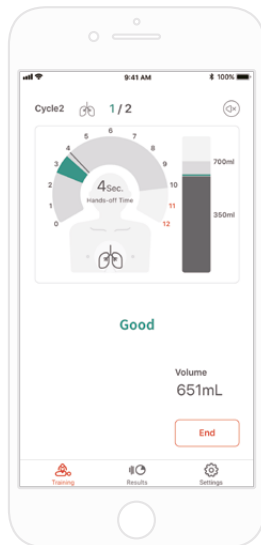 9:41 AM
100%
Cycle2
1 / 2
0
1
2
3
4
5
6
7
8
9
10
11
12
4Sec.
Hands-off Time
700ml
350ml
Good
Volume
651mL
End
Training
Results
Settings